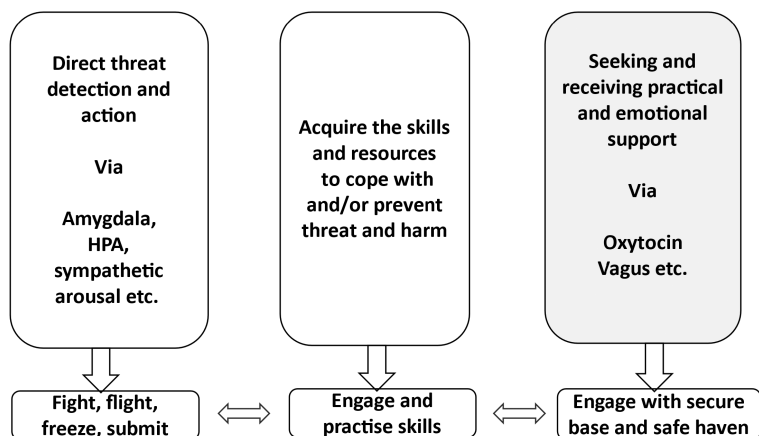 Direct threat
detection and
action
Via
Amygdala,
HPA,
sympathetic
arousal etc.
Acquire the skills
and resources
to cope with
and/or prevent
threat and harm
Seeking and
receiving practical
and emotional
support
Via
Oxytocin
Vagus etc.
Fight, flight,
freeze, submit
Engage and
practise skills
Engage with secure
base and safe haven